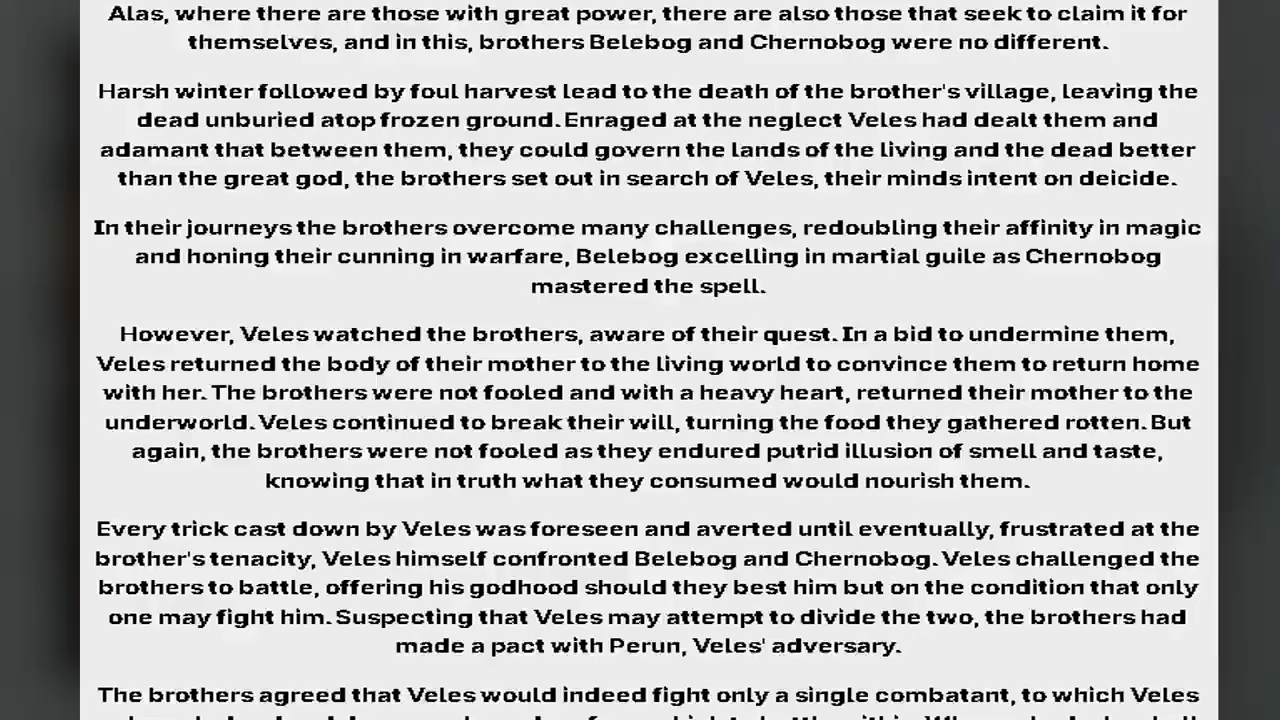 Alas, where there are those with great power, there are also those that seek to claim it for
themselves, and in this, brothers Belebog and Chernobog were no different.
Harsh winter followed by foul harvest lead to the death of the brother's village, leaving the
dead unburied atop frozen ground. Enraged at the neglect Veles had dealt them and
adamant that between them, they could govern the lands of the living and the dead better
than the great god, the brothers set out in search of Veles, their minds intent on deicide.
In their journeys the brothers overcome many challenges, redoubling their affinity in magic
and honing their cunning in warfare, Belebog excelling in martial guile as Chernobog
mastered the spell.
However, Veles watched the brothers, aware of their quest. In a bid to undermine them,
Veles returned the body of their mother to the living world to convince them to return home
with her. The brothers were not fooled and with a heavy heart, returned their mother to the
underworld. Veles continued to break their will, turning the food they gathered rotten. But
again, the brothers were not fooled as they endured putrid illusion of smell and taste,
knowing that in truth what they consumed would nourish them.
Every trick cast down by Veles was foreseen and averted until eventually, frustrated at the
brother's tenacity, Veles himself confronted Belebog and Chernobog. Veles challenged the
brothers to battle, offering his godhood should they best him but on the condition that only
one may fight him. Suspecting that Veles may attempt to divide the two, the brothers had
made a pact with Perun, Veles' adversary.
The brothers agreed that Veles would indeed fight only a single combatant, to which Veles